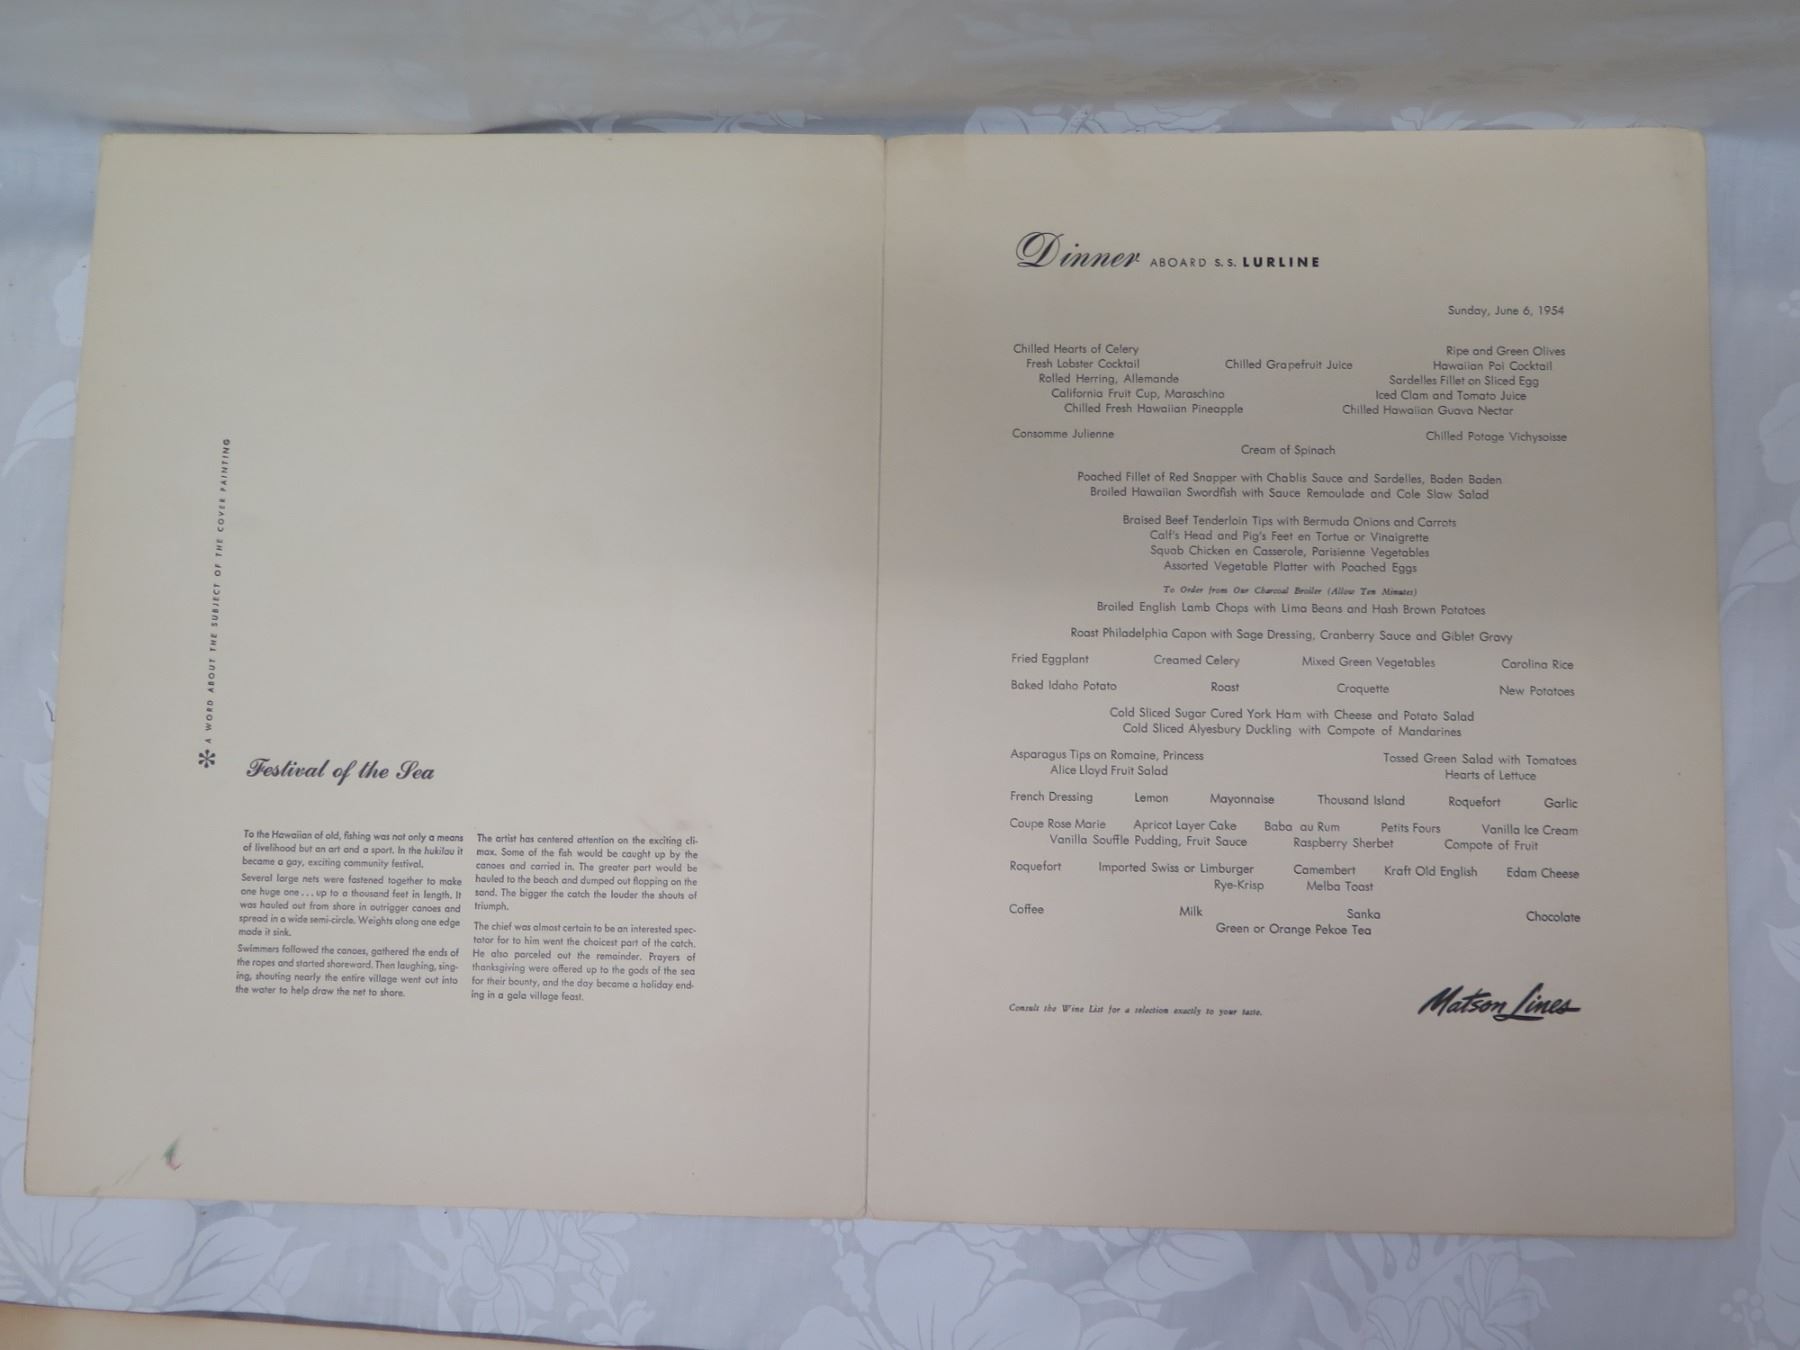 A WORD ABOUT THE SUBJECT OF THE COVER PAINTING
*
Festival of the Sea
To the Hawaiian of old, fishing was not only a means
of livelihood but an art and a sport. In the hukilau it
became a gay, exciting community festival.
Several large nets were fastened together to make
one huge one...up to a thousand feet in length. It
was hauled out from shore in outrigger canoes and
spread in a wide semi-circle. Weights along one edge
made it sink.
Swimmers followed the canoes, gathered the ends of
the ropes and started shoreward. Then laughing, sing-
ing, shouting nearly the entire village went out into
the water to help draw the net to shore.
The artist has centered attention on the exciting cli-
max. Some of the fish would be caught up by the
canoes and carried in. The greater part would be
hauled to the beach and dumped out flopping on the
sand. The bigger the catch the louder the shouts of
triumph.
The chief was almost certain to be an interested spec-
tator for to him went the choicest part of the catch.
He also parceled out the remainder. Prayers of
thanksgiving were offered up to the gods of the sea
for their bounty, and the day became a holiday end-
ing in a gala village feast.
Dinner ABOARD S.S. LURLINE
Sunday, June 6, 1954
Chilled Hearts of Celery Ripe and Green Olives
Fresh Lobster Cocktail Chilled Grapefruit Juice Hawaiian Poi Cocktail
Rolled Herring, Allemande Sardelles Fillet on Sliced Egg
California Fruit Cup, Maraschino Iced Clam and Tomato Juice
Chilled Fresh Hawaiian Pineapple Chilled Hawaiian Guava Nectar
Consomme Julienne Chilled Potage Vichysoisse
Cream of Spinach
Poached Fillet of Red Snapper with Chablis Sauce and Sardelles, Baden Baden
Broiled Hawaiian Swordfish with Sauce Remoulade and Cole Slaw Salad
Braised Beef Tenderloin Tips with Bermuda Onions and Carrots
Calf's Head and Pig's Feet en Tortue or Vinaigrette
Squab Chicken en Casserole, Parisienne Vegetables
Assorted Vegetable Platter with Poached Eggs
To Order from Our Charcoal Broiler (Allow Ten Minutes)
Broiled English Lamb Chops with Lima Beans and Hash Brown Potatoes
Roast Philadelphia Capon with Sage Dressing, Cranberry Sauce and Giblet Gravy
Fried Eggplant Creamed Celery Mixed Green Vegetables Carolina Rice
Baked Idaho Potato Roast Croquette New Potatoes
Cold Sliced Sugar Cured York Ham with Cheese and Potato Salad
Cold Sliced Alyesbury Duckling with Compote of Mandarines
Asparagus Tips on Romaine, Princess Tossed Green Salad with Tomatoes
Alice Lloyd Fruit Salad Hearts of Lettuce
French Dressing Lemon Mayonnaise Thousand Island Roquefort Garlic
Coupe Rose Marie Apricot Layer Cake Baba au Rum Petits Fours Vanilla Ice Cream
Vanilla Souffle Pudding, Fruit Sauce Raspberry Sherbet Compote of Fruit
Roquefort Imported Swiss or Limburger Camembert Kraft Old English Edam Cheese
Rye-Krisp Melba Toast
Coffee Milk Sanka Chocolate
Green or Orange Pekoe Tea
Consult the Wine List for a selection exactly to your taste.
Matson Lines